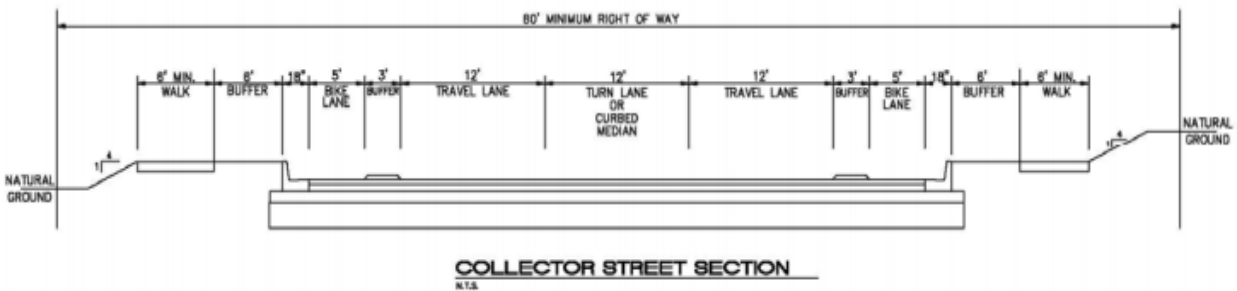 80' MINIMUM RIGHT OF WAY
6' MIN. 6' 18" 5' 3' 12' 12' 12' 3' 5' 18" 6' 6' MIN.
WALK BUFFER BIKE LANE BUFFER TRAVEL LANE TURN LANE OR CURBED MEDIAN TRAVEL LANE BUFFER BIKE LANE BUFFER WALK
4
1
NATURAL GROUND
4
1
NATURAL GROUND
COLLECTOR STREET SECTION
N.T.S.